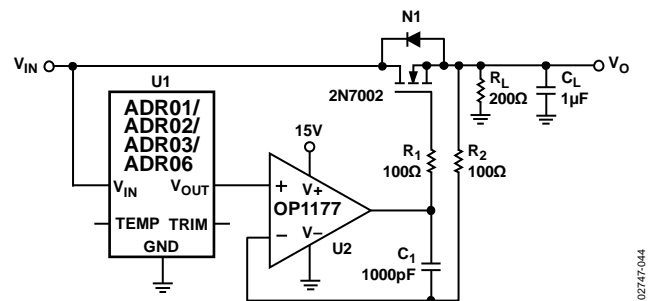 N1
VIN
VO
U1
RL
200Ω
CL
1µF
2N7002
ADR01/
ADR02/
ADR03/
ADR06
15V
R1
100Ω
R2
100Ω
VIN
VOUT
+
V+
OP1177
TEMP
TRIM
–
V–
U2
GND
C1
1000pF
02747-044